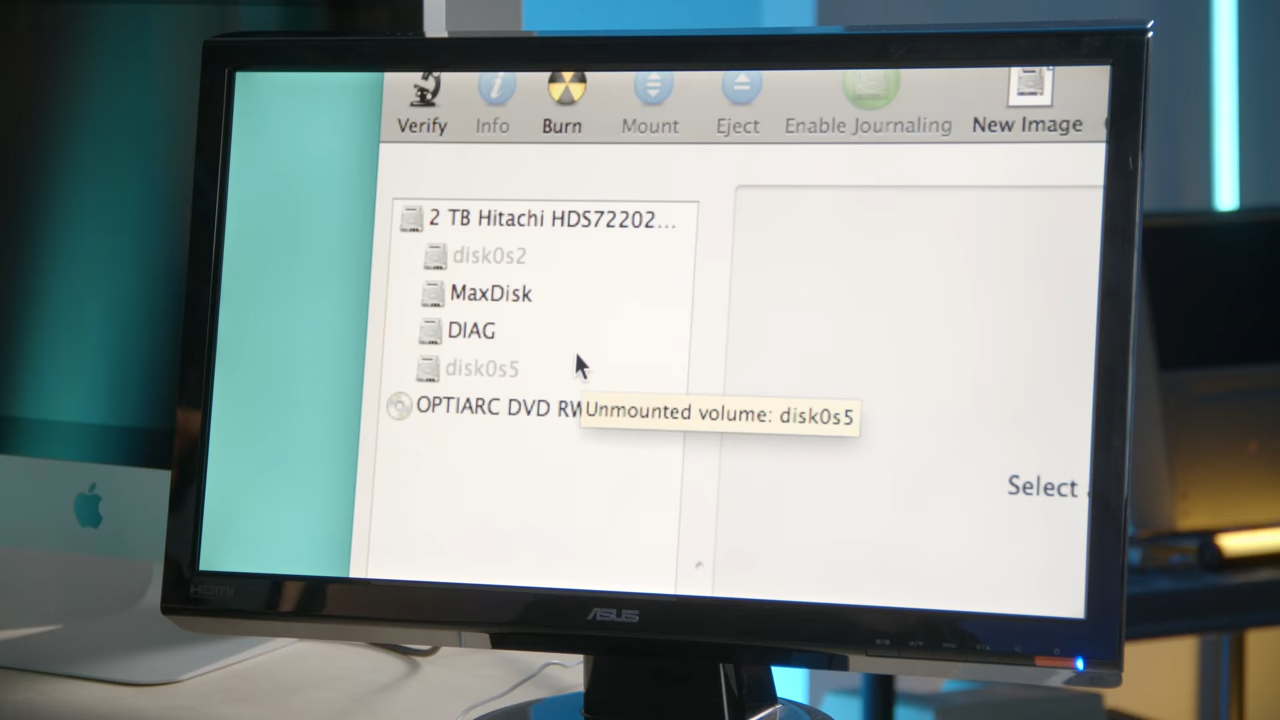 Verify Info Burn Mount Eject Enable Journaling New Image
2 TB Hitachi HDS72202...
disk0s2
MaxDisk
DIAG
disk0s5
OPTIARC DVD RW
Unmounted volume: disk0s5
Select
HDMI
ASUS